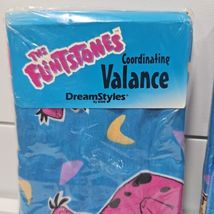 THE
FLINTSTONES
Coordinating
Valance
DreamStyles